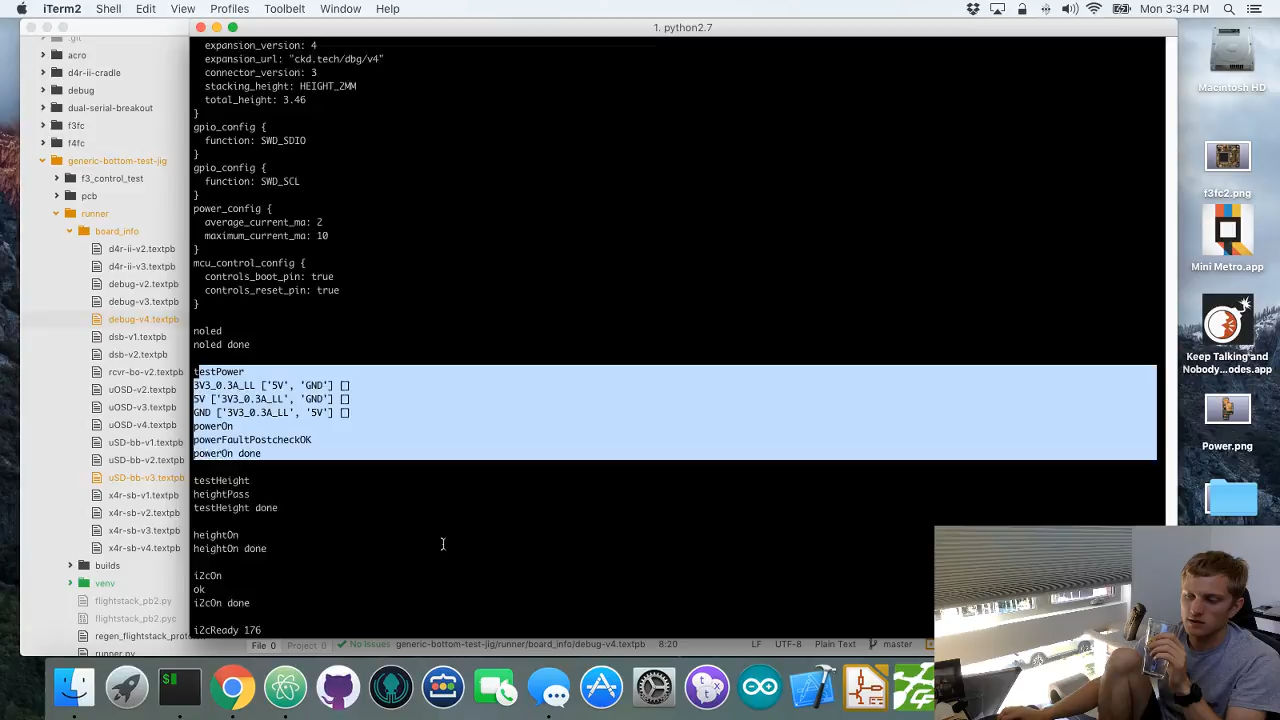 iTerm2 Shell Edit View Profiles Toolbelt Window Help
Mon 3:34 PM
1. python2.7
.git
acro
d4r-ii-cradle
debug
dual-serial-breakout
f3fc
f4fc
generic-bottom-test-jig
f3_control_test
pcb
runner
board_info
d4r-ii-v2.textpb
d4r-ii-v3.textpb
debug-v2.textpb
debug-v3.textpb
debug-v4.textpb
dsb-v1.textpb
dsb-v2.textpb
rcvr-bo-v2.textpb
uOSD-v2.textpb
uOSD-v3.textpb
uOSD-v4.textpb
uSD-bb-v1.textpb
uSD-bb-v2.textpb
uSD-bb-v3.textpb
x4r-sb-v1.textpb
x4r-sb-v2.textpb
x4r-sb-v3.textpb
x4r-sb-v4.textpb
builds
venv
flightstack_pb2.py
flightstack_pb2.pyc
regen_flightstack_proto
runner.py
expansion_version: 4
expansion_url: "ckd.tech/dbg/v4"
connector_version: 3
stacking_height: HEIGHT_2MM
total_height: 3.46
}
gpio_config {
function: SWD_SDIO
}
gpio_config {
function: SWD_SCL
}
power_config {
average_current_ma: 2
maximum_current_ma: 10
}
mcu_control_config {
controls_boot_pin: true
controls_reset_pin: true
}
noled
noled done
testPower
3V3_0.3A_LL ['5V', 'GND'] []
5V ['3V3_0.3A_LL', 'GND'] []
GND ['3V3_0.3A_LL', '5V'] []
powerOn
powerFaultPostcheckOK
powerOn done
testHeight
heightPass
testHeight done
heightOn
heightOn done
i2cOn
ok
i2cOn done
i2cReady 176
File 0 No Issues generic-bottom-test-jig/runner/board_info/debug-v4.textpb 8:20 LF UTF-8 Plain Text master
Macintosh HD
f3fc2.png
Mini Metro.app
Keep Talking and
Nobody...odes.app
Power.png